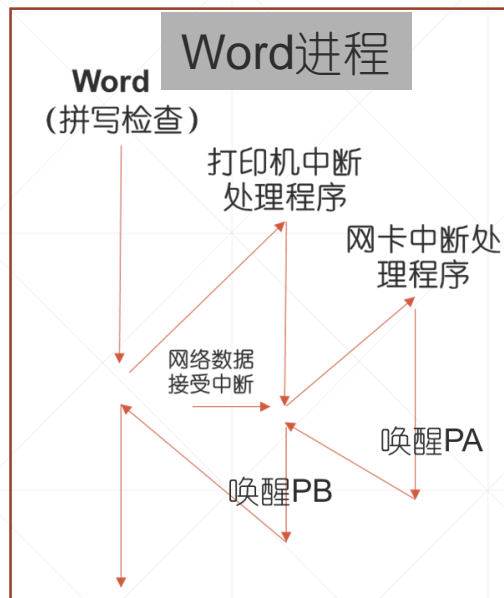 Word进程
Word
(拼写检查)
打印机中断
处理程序
网卡中断处
理程序
网络数据
接受中断
唤醒PA
唤醒PB